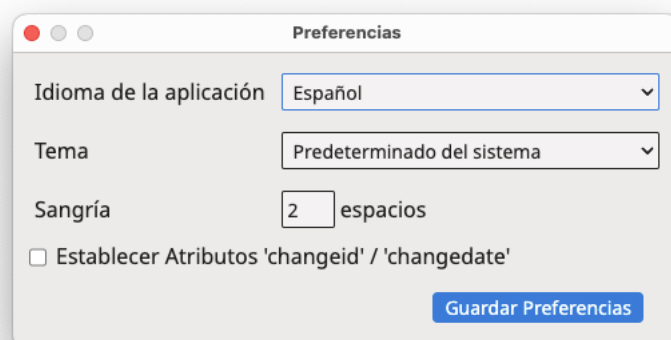 Preferencias
Idioma de la aplicación Español
Tema Predeterminado del sistema
Sangría 2 espacios
Establecer Atributos 'changeid' / 'changedate'
Guardar Preferencias